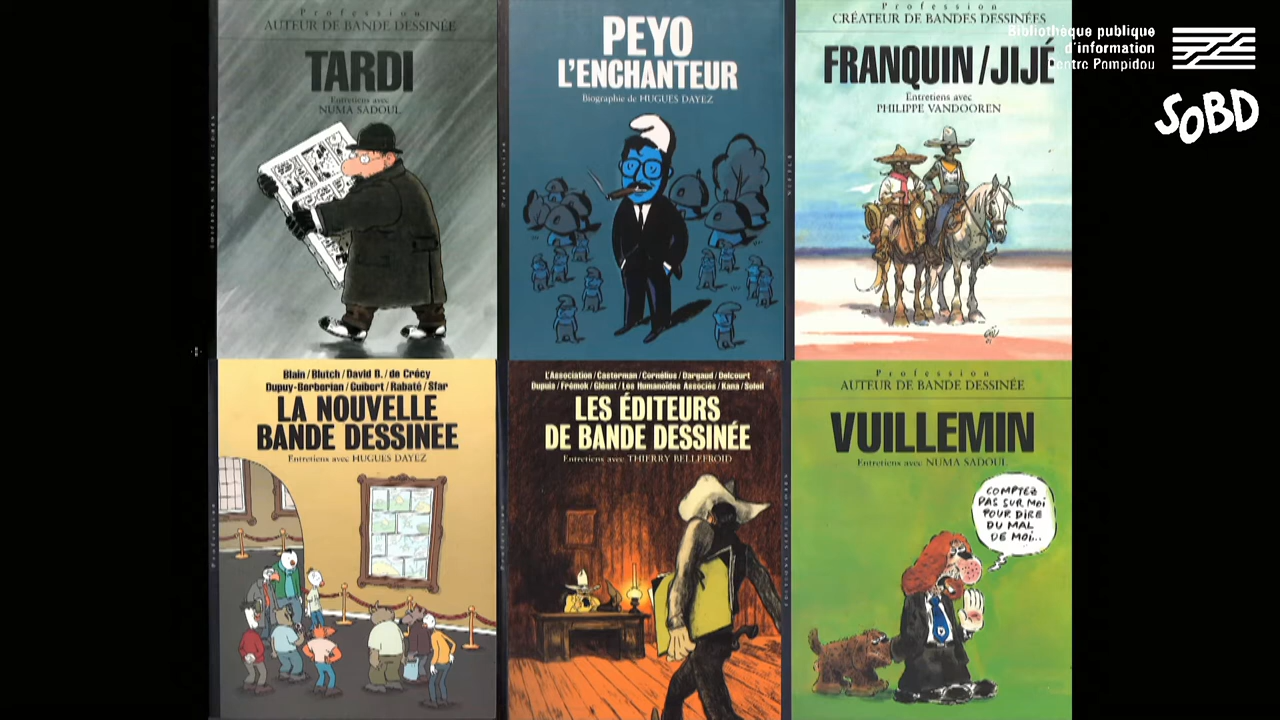 Profession
AUTEUR DE BANDE DESSINÉE
TARDI
Entretiens avec
NUMA SADOUL
PEYO
L'ENCHANTEUR
Biographie de HUGUES DAYEZ
Profession
CRÉATEUR DE BANDES DESSINÉES
FRANQUIN/JIJÉ
Entretiens avec
PHILIPPE VANDOOREN
Bibliothèque publique
d'information
Centre Pompidou
SOBD
Blain/Blutch/David B./de Crécy
Dupuy-Berberian/Guibert/Rabaté/Sfar
LA NOUVELLE
BANDE DESSINÉE
Entretiens avec HUGUES DAYEZ
L'Association/Casterman/Cornélius/Dargaud/Delcourt
Dupuis/Frémok/Glénat/Les Humanoïdes Associés/Kana/Soleil
LES ÉDITEURS
DE BANDE DESSINÉE
Entretiens avec THIERRY BELLEFROID
Profession
AUTEUR DE BANDE DESSINÉE
VUILLEMIN
Entretiens avec NUMA SADOUL
COMPTEZ
PAS SUR MOI
POUR DIRE
DU MAL
DE MOI...